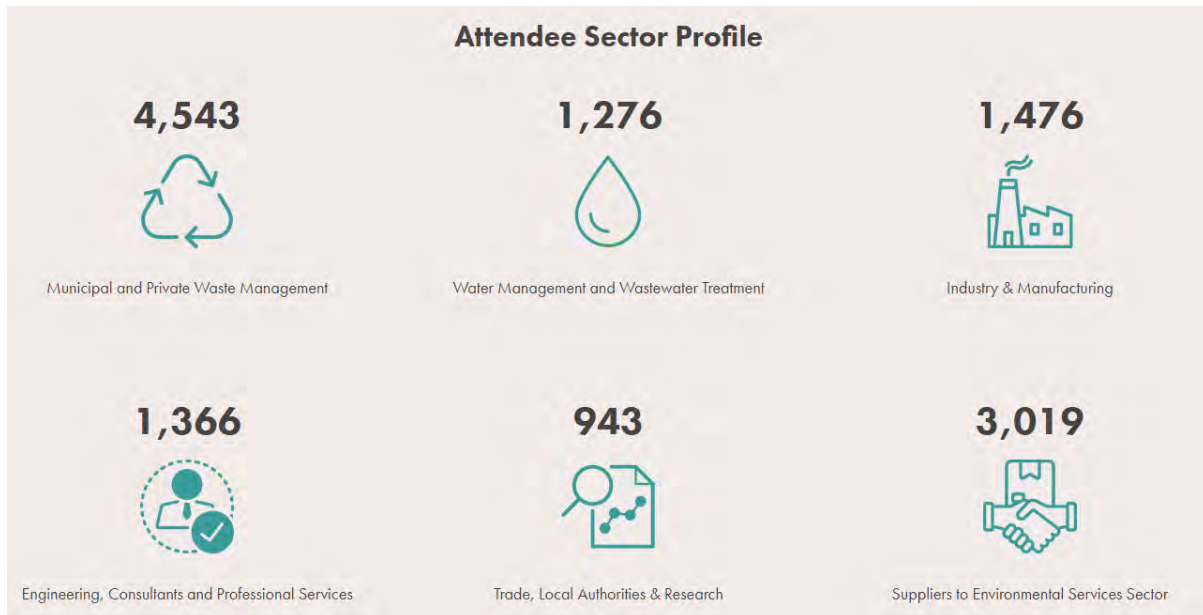 Attendee Sector Profile
4,543
1,276
1,476
Municipal and Private Waste Management
Water Management and Wastewater Treatment
Industry & Manufacturing
1,366
943
3,019
Engineering, Consultants and Professional Services
Trade, Local Authorities & Research
Suppliers to Environmental Services Sector